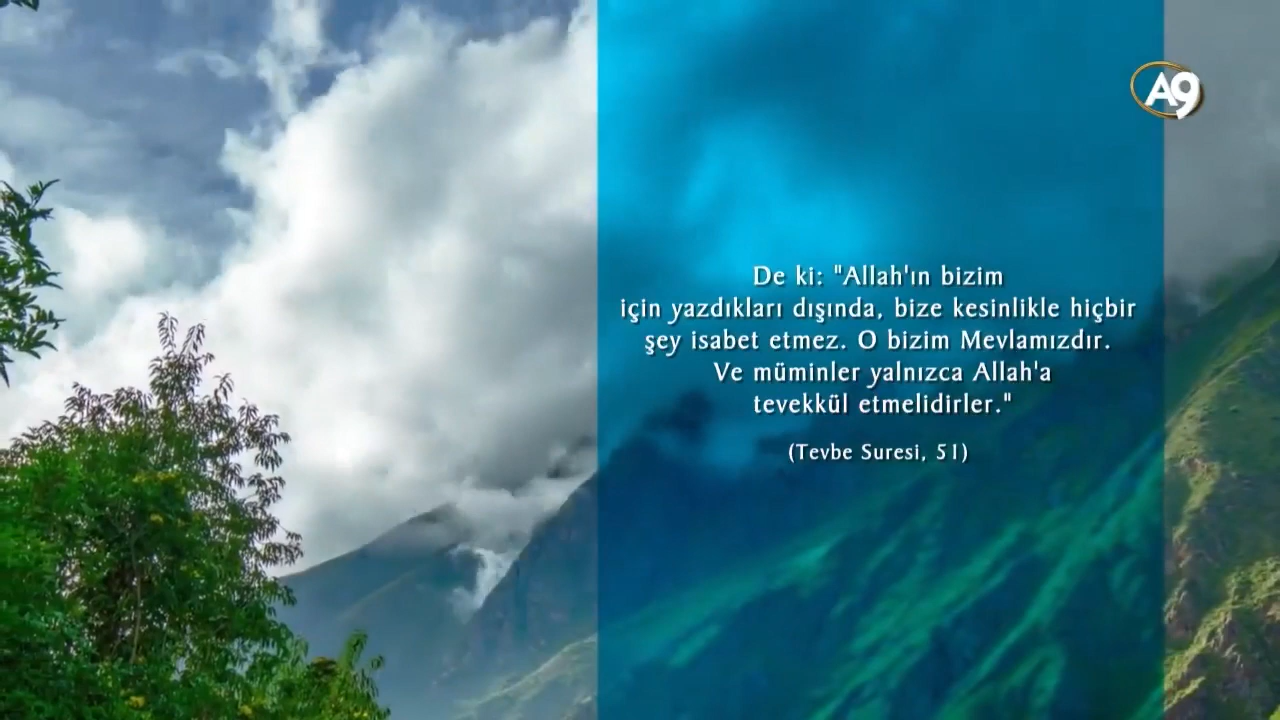 A9
De ki: "Allah'ın bizim
için yazdıkları dışında, bize kesinlikle hiçbir
şey isabet etmez. O bizim Mevlamızdır.
Ve müminler yalnızca Allah'a
tevekkül etmelidirler."
(Tevbe Suresi, 51)